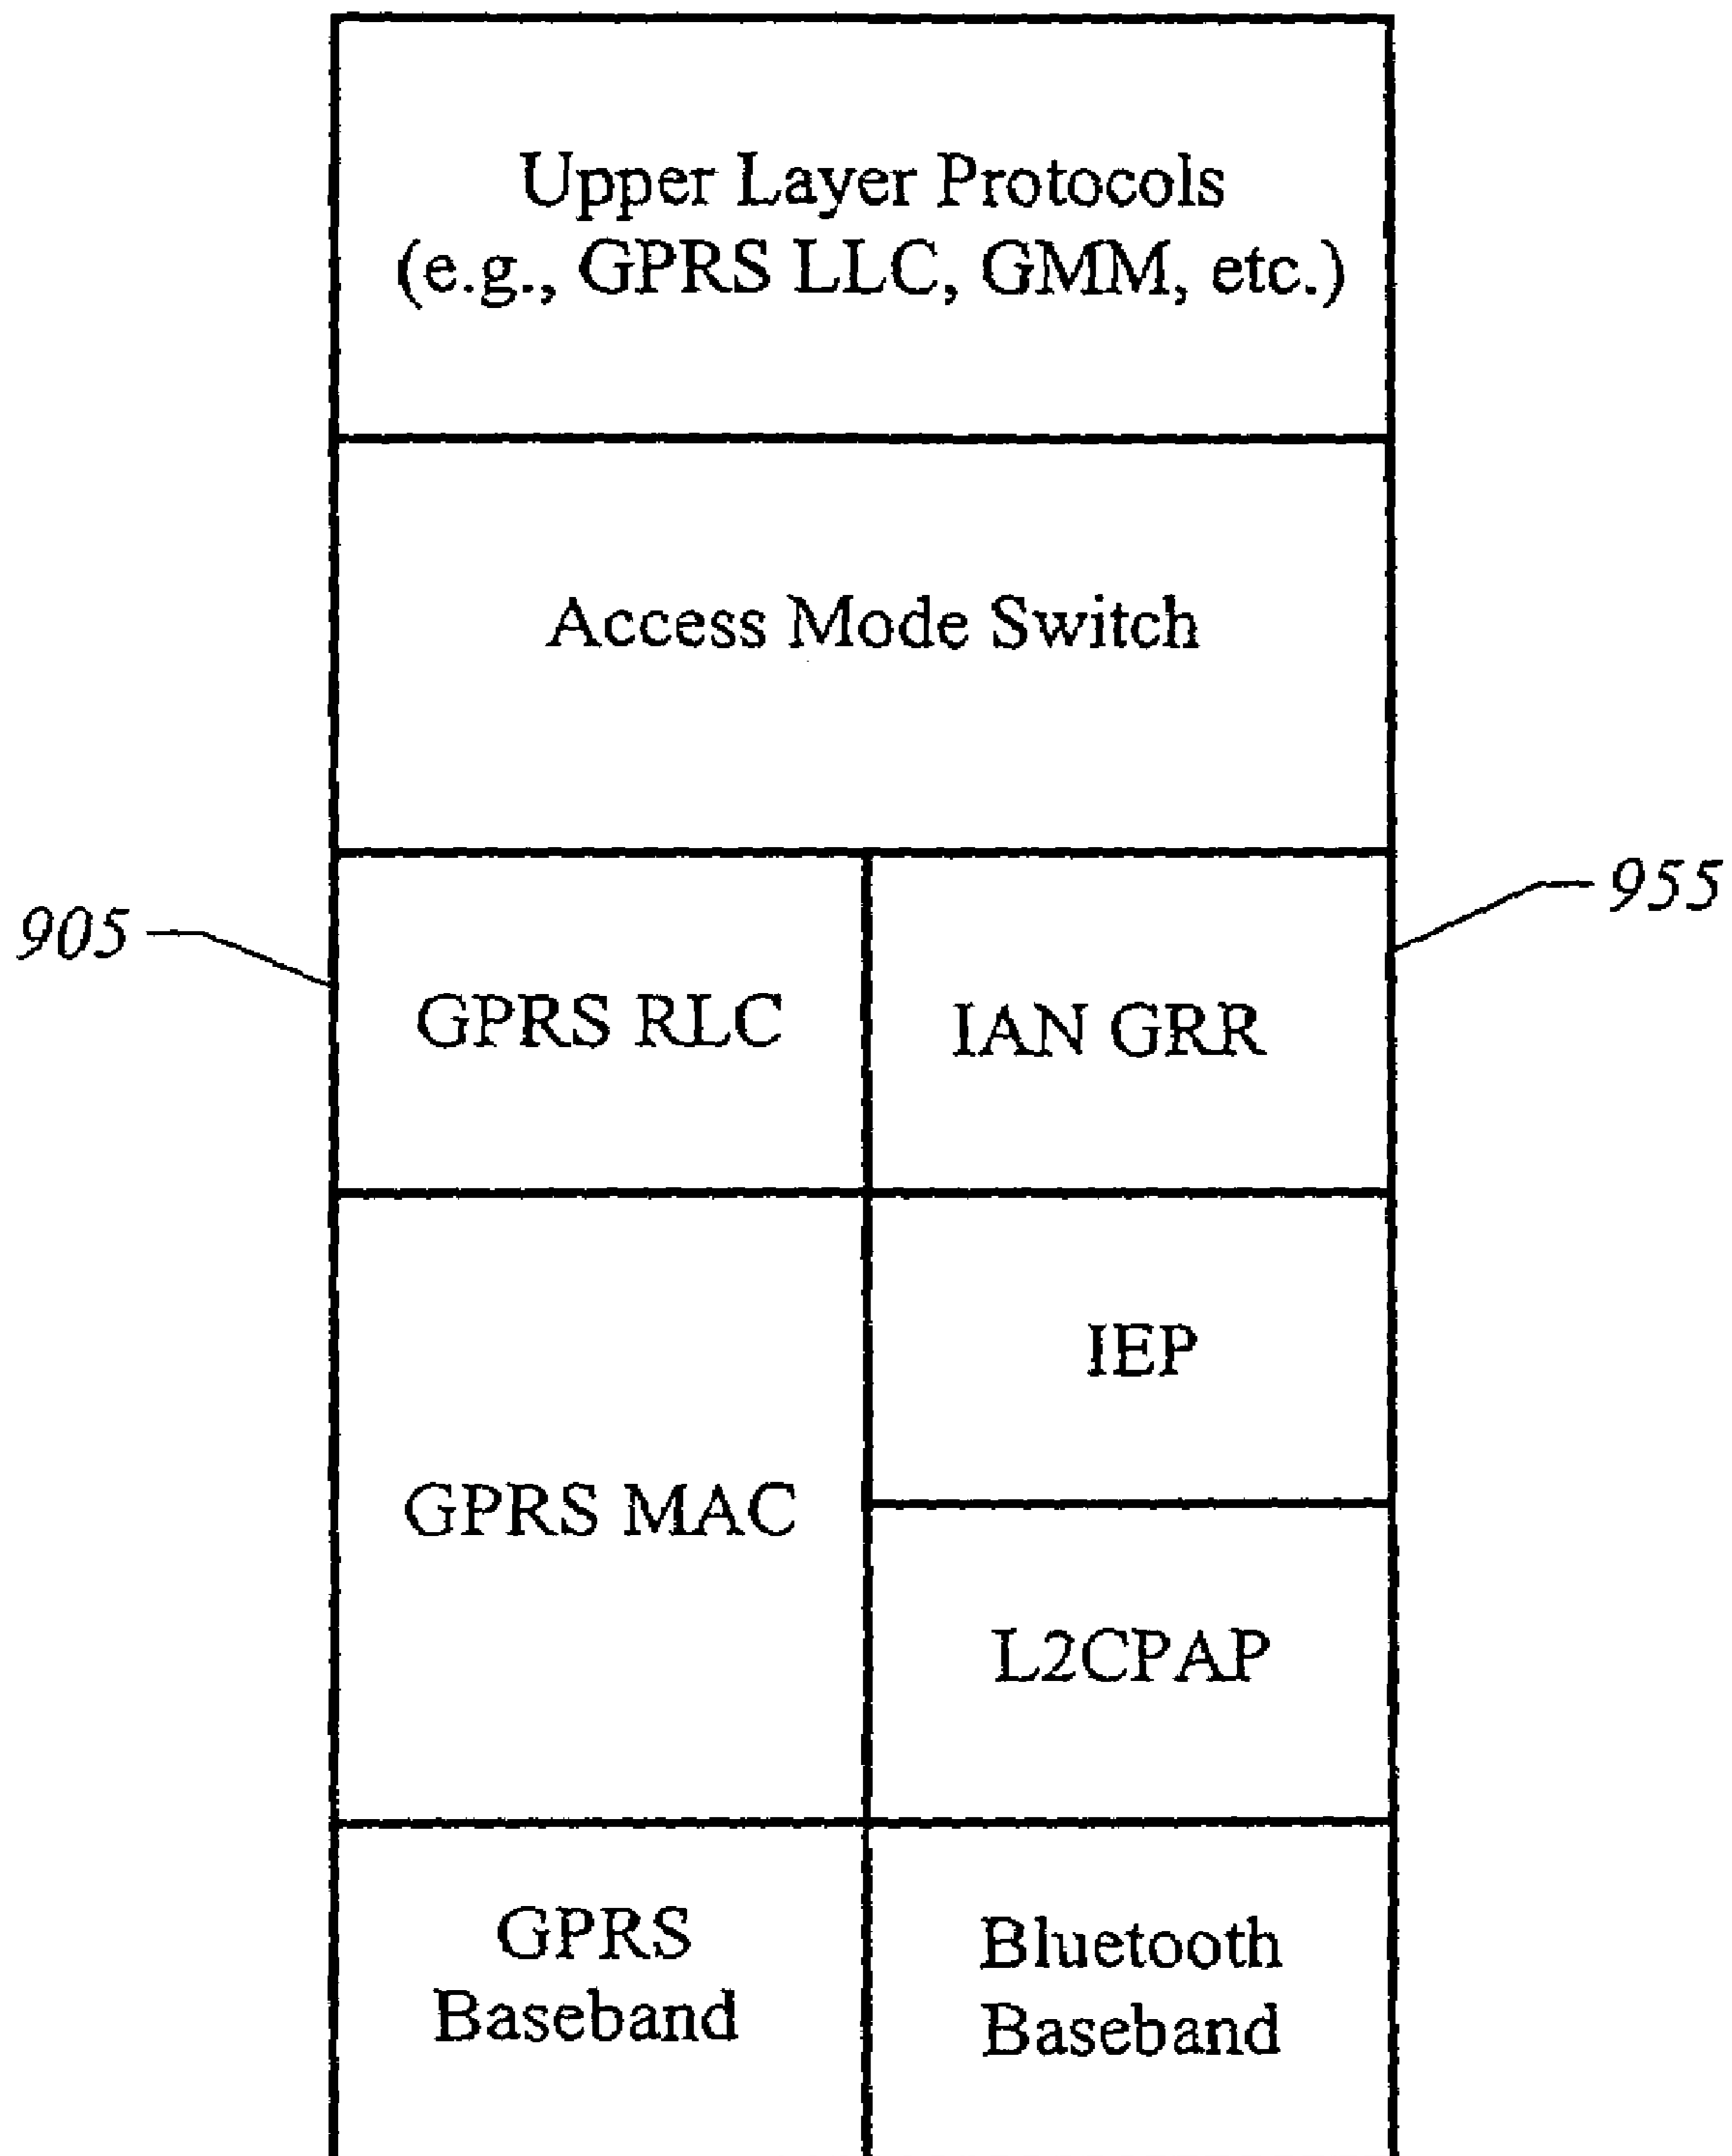 Upper Layer Protocols
(e.g., GPRS LLC, GMM, etc.)
Access Mode Switch
905
955
GPRS RLC
IAN GRR
IEP
GPRS MAC
L2CPAP
GPRS
Baseband
Bluetooth
Baseband